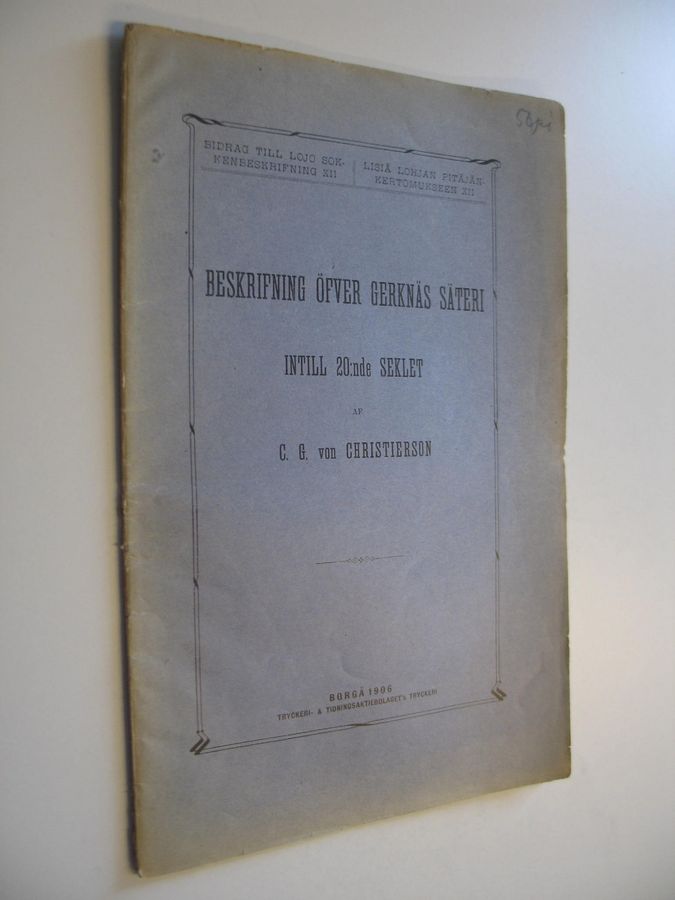 BIDRAG TILL LOJO SOK-
KENBESKRIFNING XII
LISIÄ LOHJAN PITÄJÄN-
KERTOMUKSEEN XII
BESKRIFNING ÖFVER GERKNÄS SÄTERI
INTILL 20:nde SEKLET
AF
C. G. von CHRISTIERSON
BORGÅ 1906
TRYCKERI- & TIDNINGSAKTIEBOLAGET's TRYCKERI